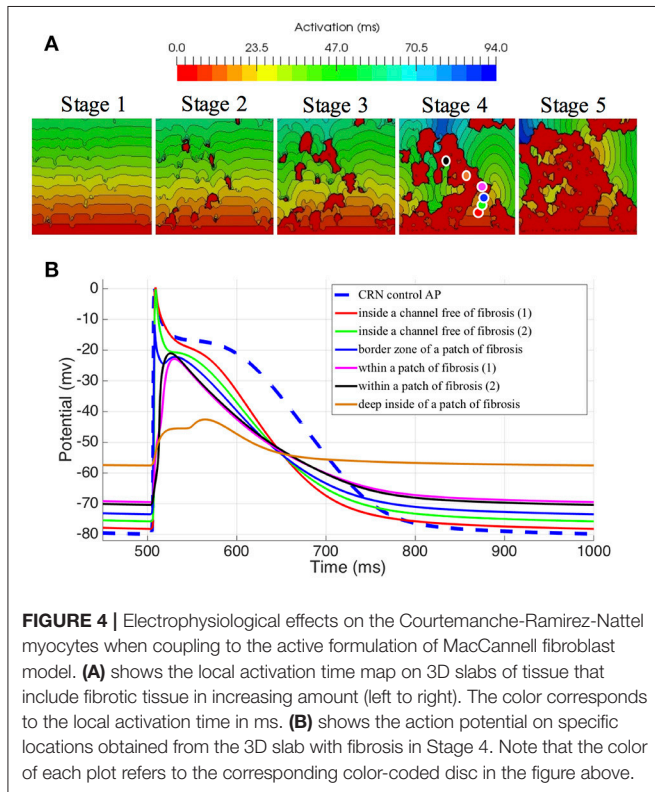 A
Activation (ms)
0.0 23.5 47.0 70.5 94.0
Stage 1 Stage 2 Stage 3 Stage 4 Stage 5
B
0
-10
-20
-30
-40
-50
-60
-70
-80
Potential (mv)
CRN control AP
inside a channel free of fibrosis (1)
inside a channel free of fibrosis (2)
border zone of a patch of fibrosis
wthin a patch of fibrosis (1)
within a patch of fibrosis (2)
deep inside of a patch of fibrosis
500 600 700 800 900 1000
Time (ms)
FIGURE 4 | Electrophysiological effects on the Courtemanche-Ramirez-Nattel
myocytes when coupling to the active formulation of MacCannell fibroblast
model. (A) shows the local activation time map on 3D slabs of tissue that
include fibrotic tissue in increasing amount (left to right). The color corresponds
to the local activation time in ms. (B) shows the action potential on specific
locations obtained from the 3D slab with fibrosis in Stage 4. Note that the color
of each plot refers to the corresponding color-coded disc in the figure above.